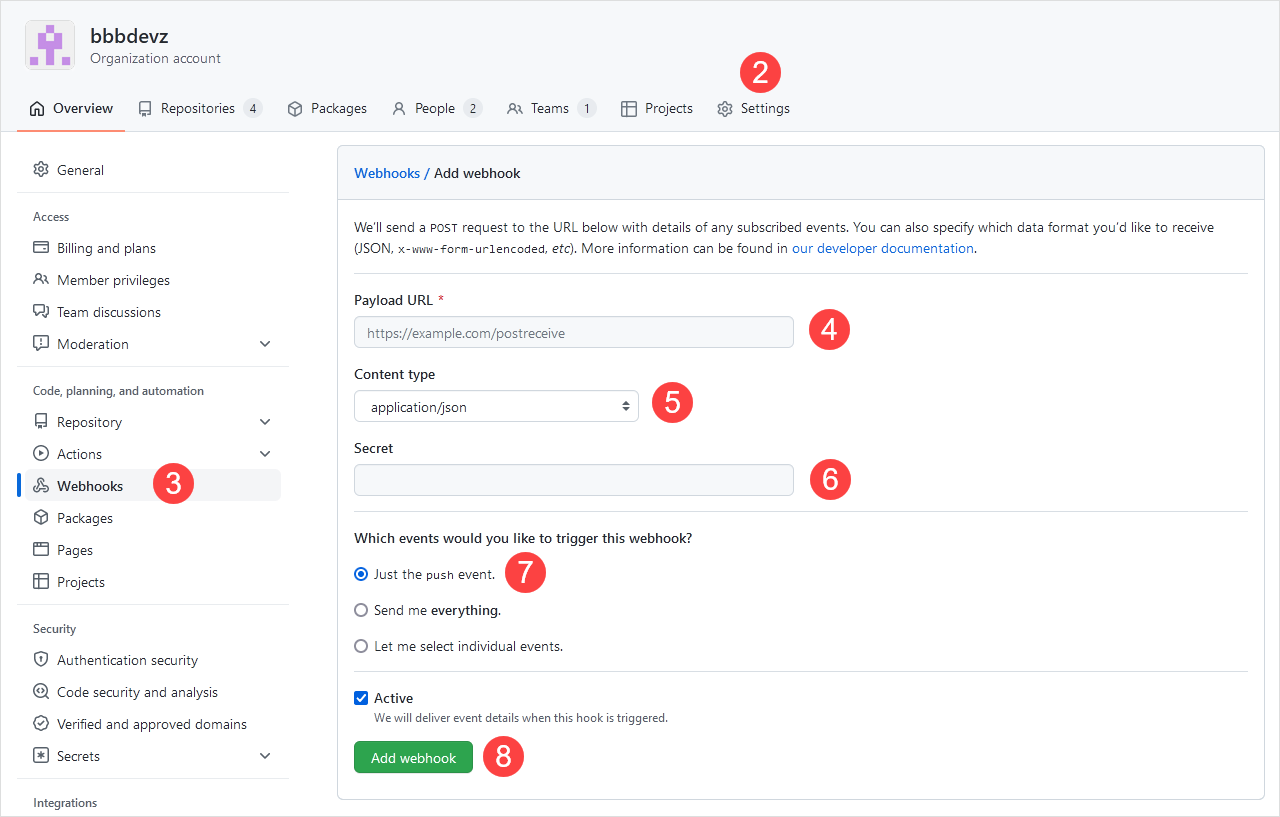 bbbdevz
Organization account
2
Overview Repositories 4 Packages People 2 Teams 1 Projects Settings
General
Access
Billing and plans
Member privileges
Team discussions
Moderation
Code, planning, and automation
Repository
Actions
Webhooks 3
Packages
Pages
Projects
Security
Authentication security
Code security and analysis
Verified and approved domains
Secrets
Integrations
Webhooks / Add webhook
We'll send a POST request to the URL below with details of any subscribed events. You can also specify which data format you'd like to receive
(JSON, x-www-form-urlencoded, etc). More information can be found in our developer documentation.
Payload URL *
https://example.com/postreceive 4
Content type
application/json 5
Secret
6
Which events would you like to trigger this webhook?
Just the push event. 7
Send me everything.
Let me select individual events.
Active
We will deliver event details when this hook is triggered.
Add webhook 8